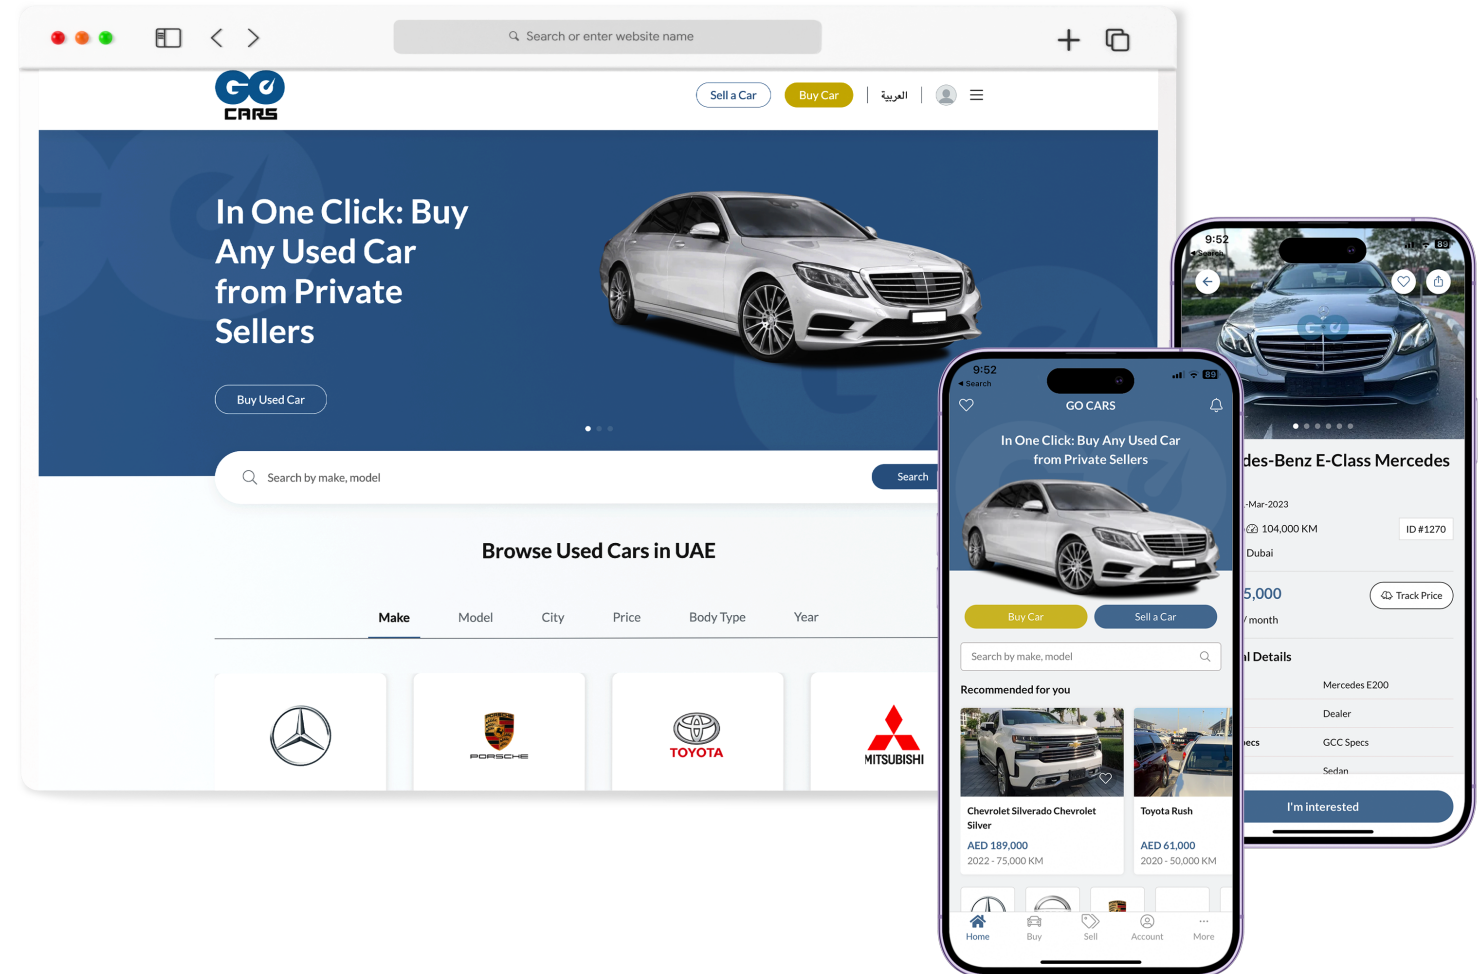 Search or enter website name
GO
CARS
Sell a Car
Buy Car
العربية
In One Click: Buy
Any Used Car
from Private
Sellers
Buy Used Car
Search by make, model
Search
Browse Used Cars in UAE
Make
Model
City
Price
Body Type
Year
PORSCHE
PORSCHE
TOYOTA
MITSUBISHI
9:52
Search
89
GO CARS
In One Click: Buy Any Used Car
from Private Sellers
Buy Car
Sell a Car
Search by make, model
Recommended for you
Chevrolet Silverado Chevrolet
Silver
AED 189,000
2022 - 75,000 KM
Toyota Rush
AED 61,000
2020 - 50,000 KM
Home
Buy
Sell
Account
More
9:52
Search
89
GO
des-Benz E-Class Mercedes
-Mar-2023
104,000 KM
ID #1270
Dubai
5,000
Track Price
/ month
l Details
Mercedes E200
Dealer
ecs
GCC Specs
Sedan
I'm interested